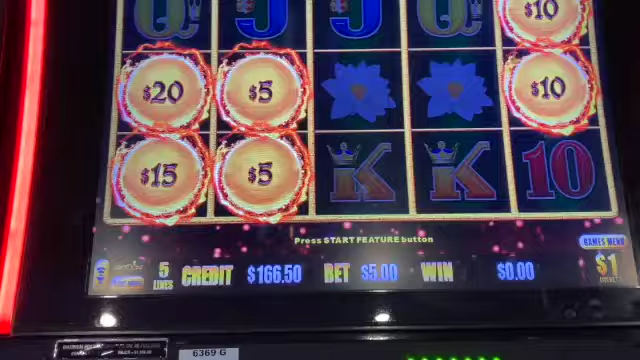 Q J J Q $10
$20 $5 $10
$15 $5 K K 10
Press START FEATURE button
GAMES MENU
5 LINES CREDIT $166.50 BET $5.00 WIN $0.00 $1
6369 G